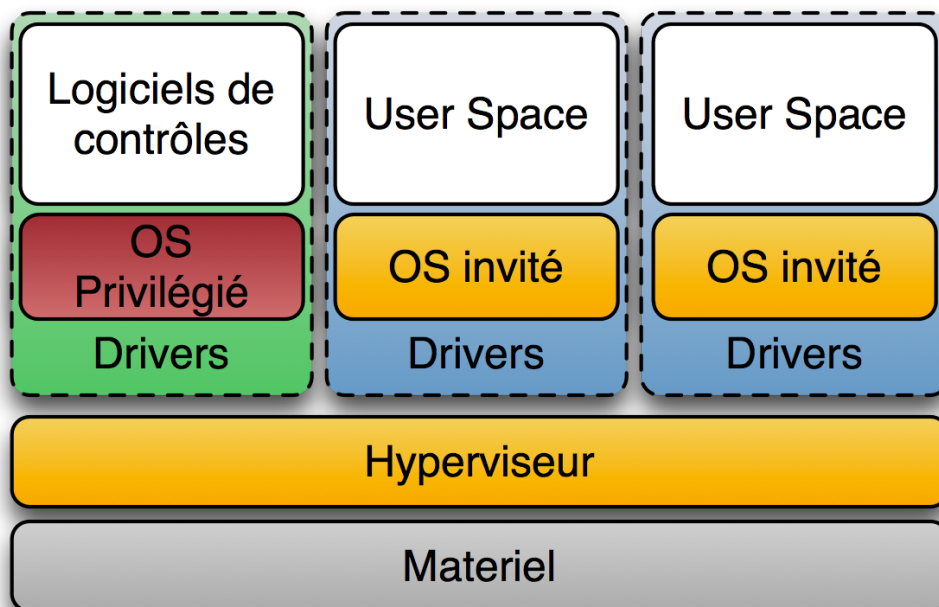 Logiciels de
contrôles
User Space
User Space
OS
Privilégié
OS invité
OS invité
Drivers
Drivers
Drivers
Hyperviseur
Materiel